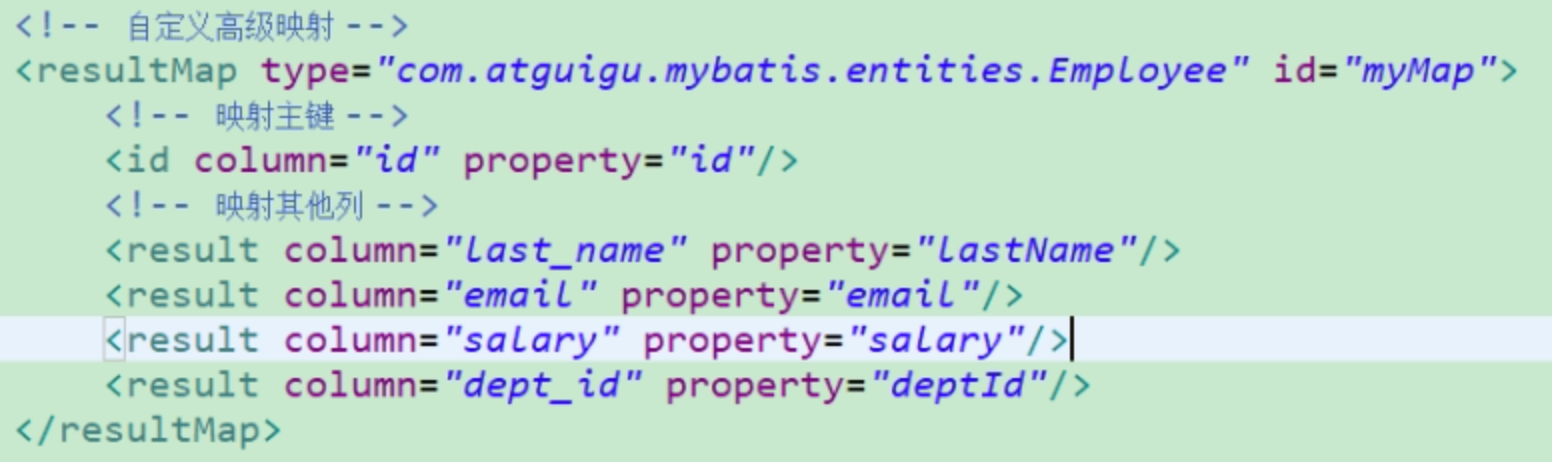 <!-- 自定义高级映射 -->
<resultMap type="com.atguigu.mybatis.entities.Employee" id="myMap">
<!-- 映射主键 -->
<id column="id" property="id"/>
<!-- 映射其他列 -->
<result column="last_name" property="lastName"/>
<result column="email" property="email"/>
<result column="salary" property="salary"/>
<result column="dept_id" property="deptId"/>
</resultMap>